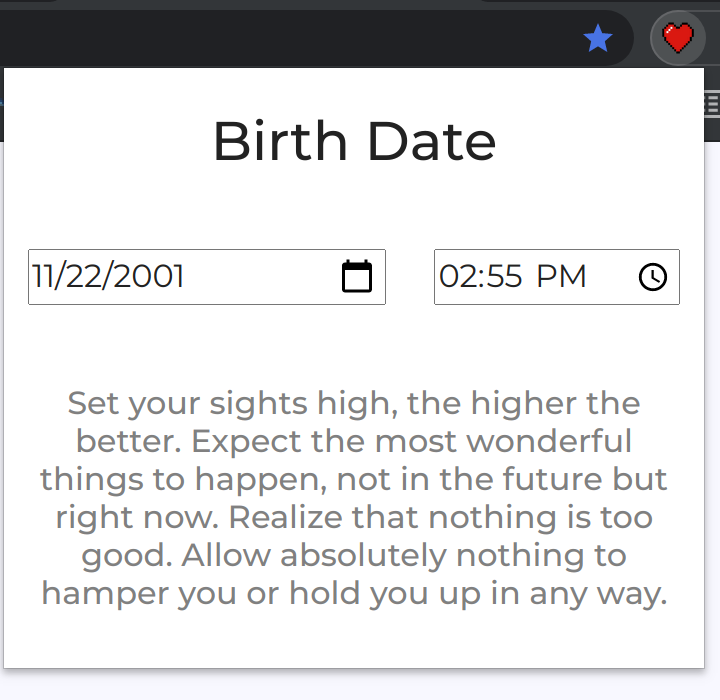 Birth Date
11/22/2001
02:55 PM
Set your sights high, the higher the
better. Expect the most wonderful
things to happen, not in the future but
right now. Realize that nothing is too
good. Allow absolutely nothing to
hamper you or hold you up in any way.